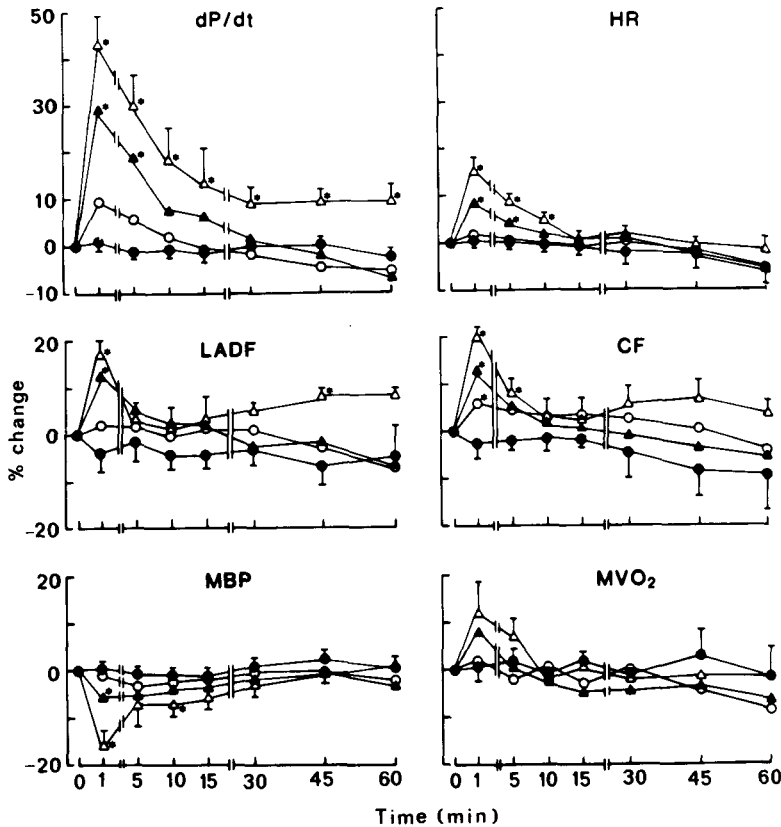 dP/dt
HR
50
30
10
0
-10
LADF
CF
20
0
-20
% change
MBP
MVO₂
20
0
-20
0 1 5 10 15 30 45 60
0 1 5 10 15 30 45 60
Time (min)
* * * * * * *
* * * * *
* *
* * *
* * * *
* * *